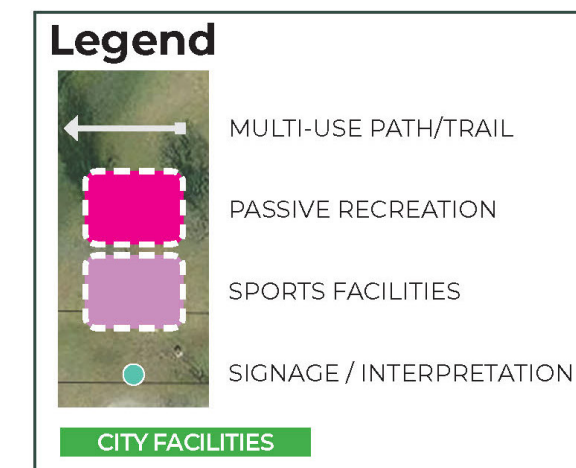 Legend
MULTI-USE PATH/TRAIL
PASSIVE RECREATION
SPORTS FACILITIES
SIGNAGE / INTERPRETATION
CITY FACILITIES